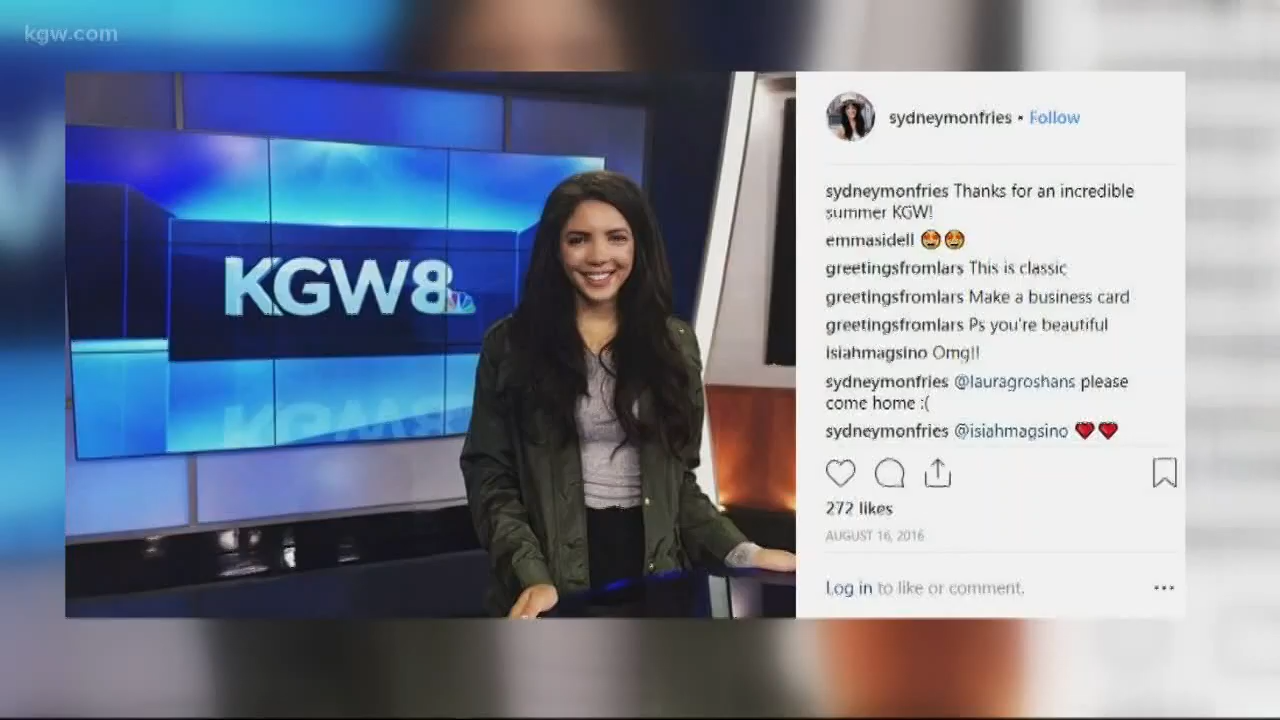 kgw.com
KGW8
sydneymonfries • Follow
sydneymonfries Thanks for an incredible
summer KGW!
emmasidell 😍😍
greetingsfromlars This is classic
greetingsfromlars Make a business card
greetingsfromlars Ps you're beautiful
isiahmagsino Omg!!
sydneymonfries @lauragroshans please
come home :(
sydneymonfries @isiahmagsino ❤️❤️
272 likes
AUGUST 16, 2016
Log in to like or comment.